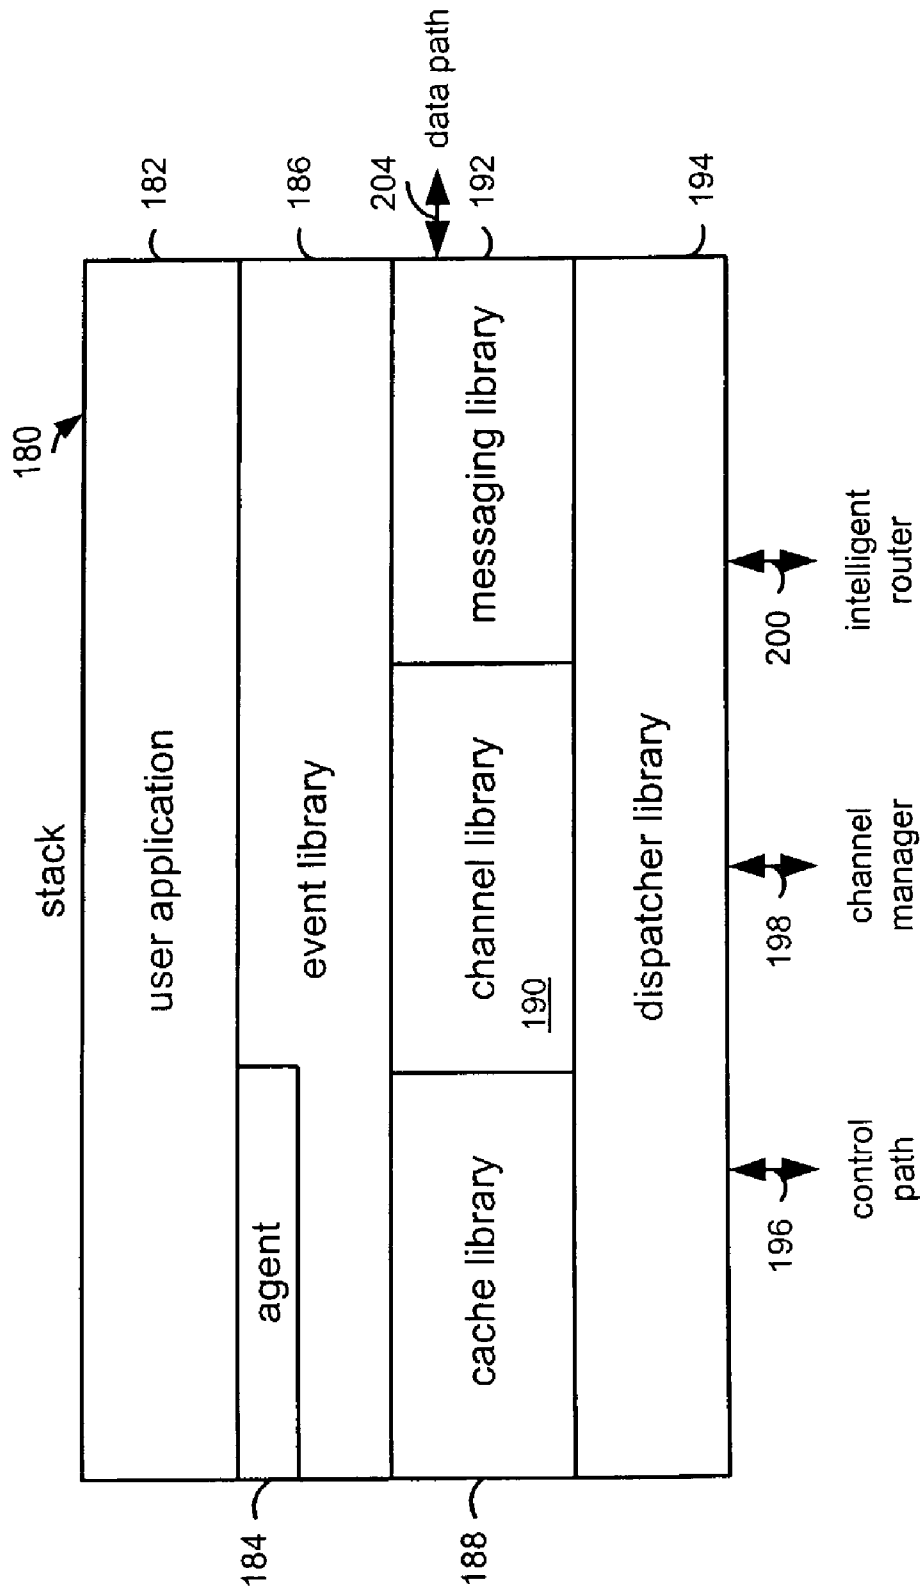 stack
180
user application
182
agent
184
event library
186
204
data path
cache library
188
channel library
190
messaging library
192
dispatcher library
194
196
198
200
control
path
channel
manager
intelligent
router